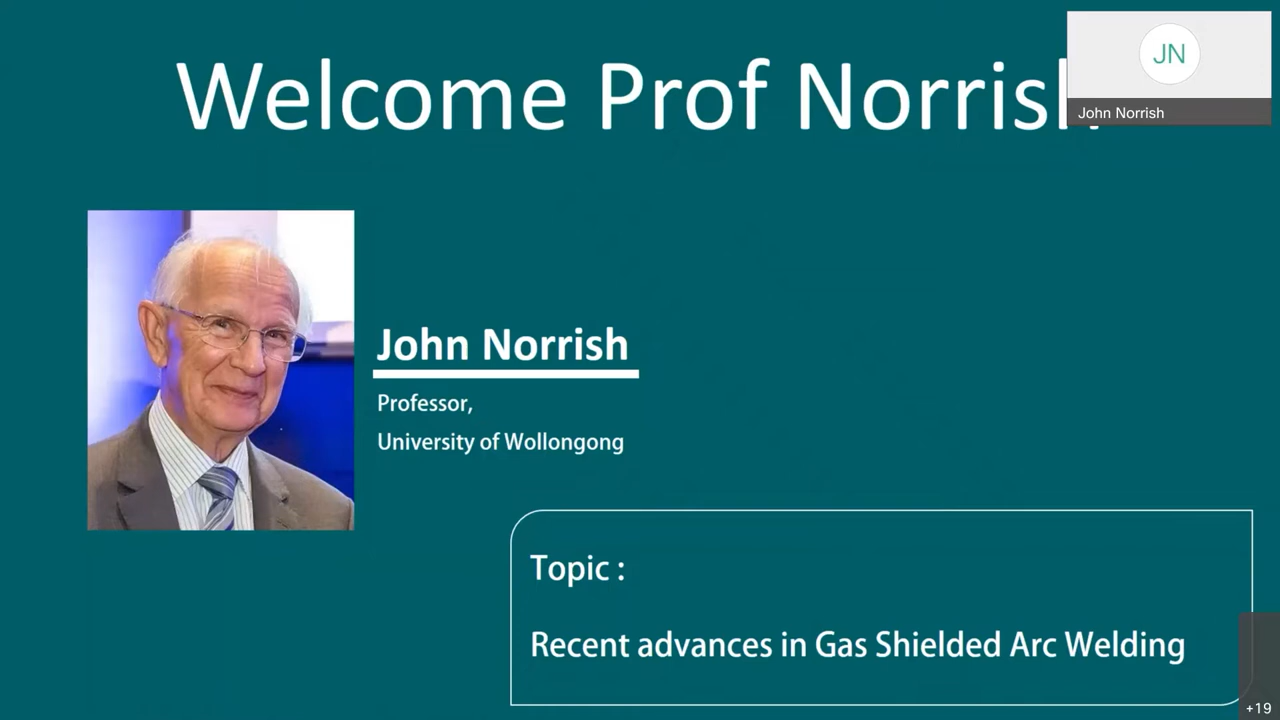 Welcome Prof Norrish
JN
John Norrish
John Norrish
Professor,
University of Wollongong
Topic :
Recent advances in Gas Shielded Arc Welding
+19